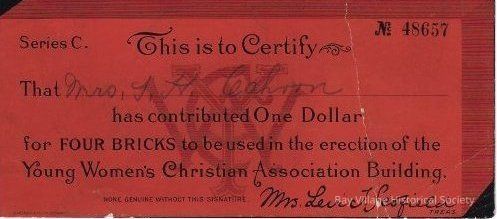 Series C.
This is to Certify
№ 48657
That Mrs.
has contributed One Dollar
for FOUR BRICKS to be used in the erection of the
Young Women's Christian Association Building.
NONE GENUINE WITHOUT THIS SIGNATURE.
Mrs.
TREAS.
Bay Village Historical Society